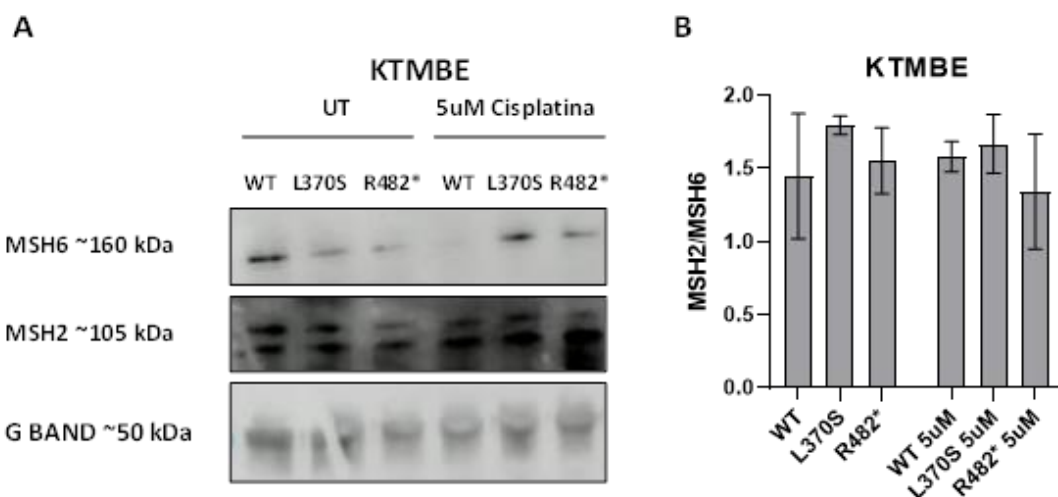 A
KTMBE
UT 5uM Cisplatina
WT L370S R482* WT L370S R482*
MSH6 ~160 kDa
MSH2 ~105 kDa
G BAND ~50 kDa
B
KTMBE
MSH2/MSH6
2.0
1.5
1.0
0.5
0.0
WT
L370S
R482*
WT 5uM
L370S 5uM
R482* 5uM